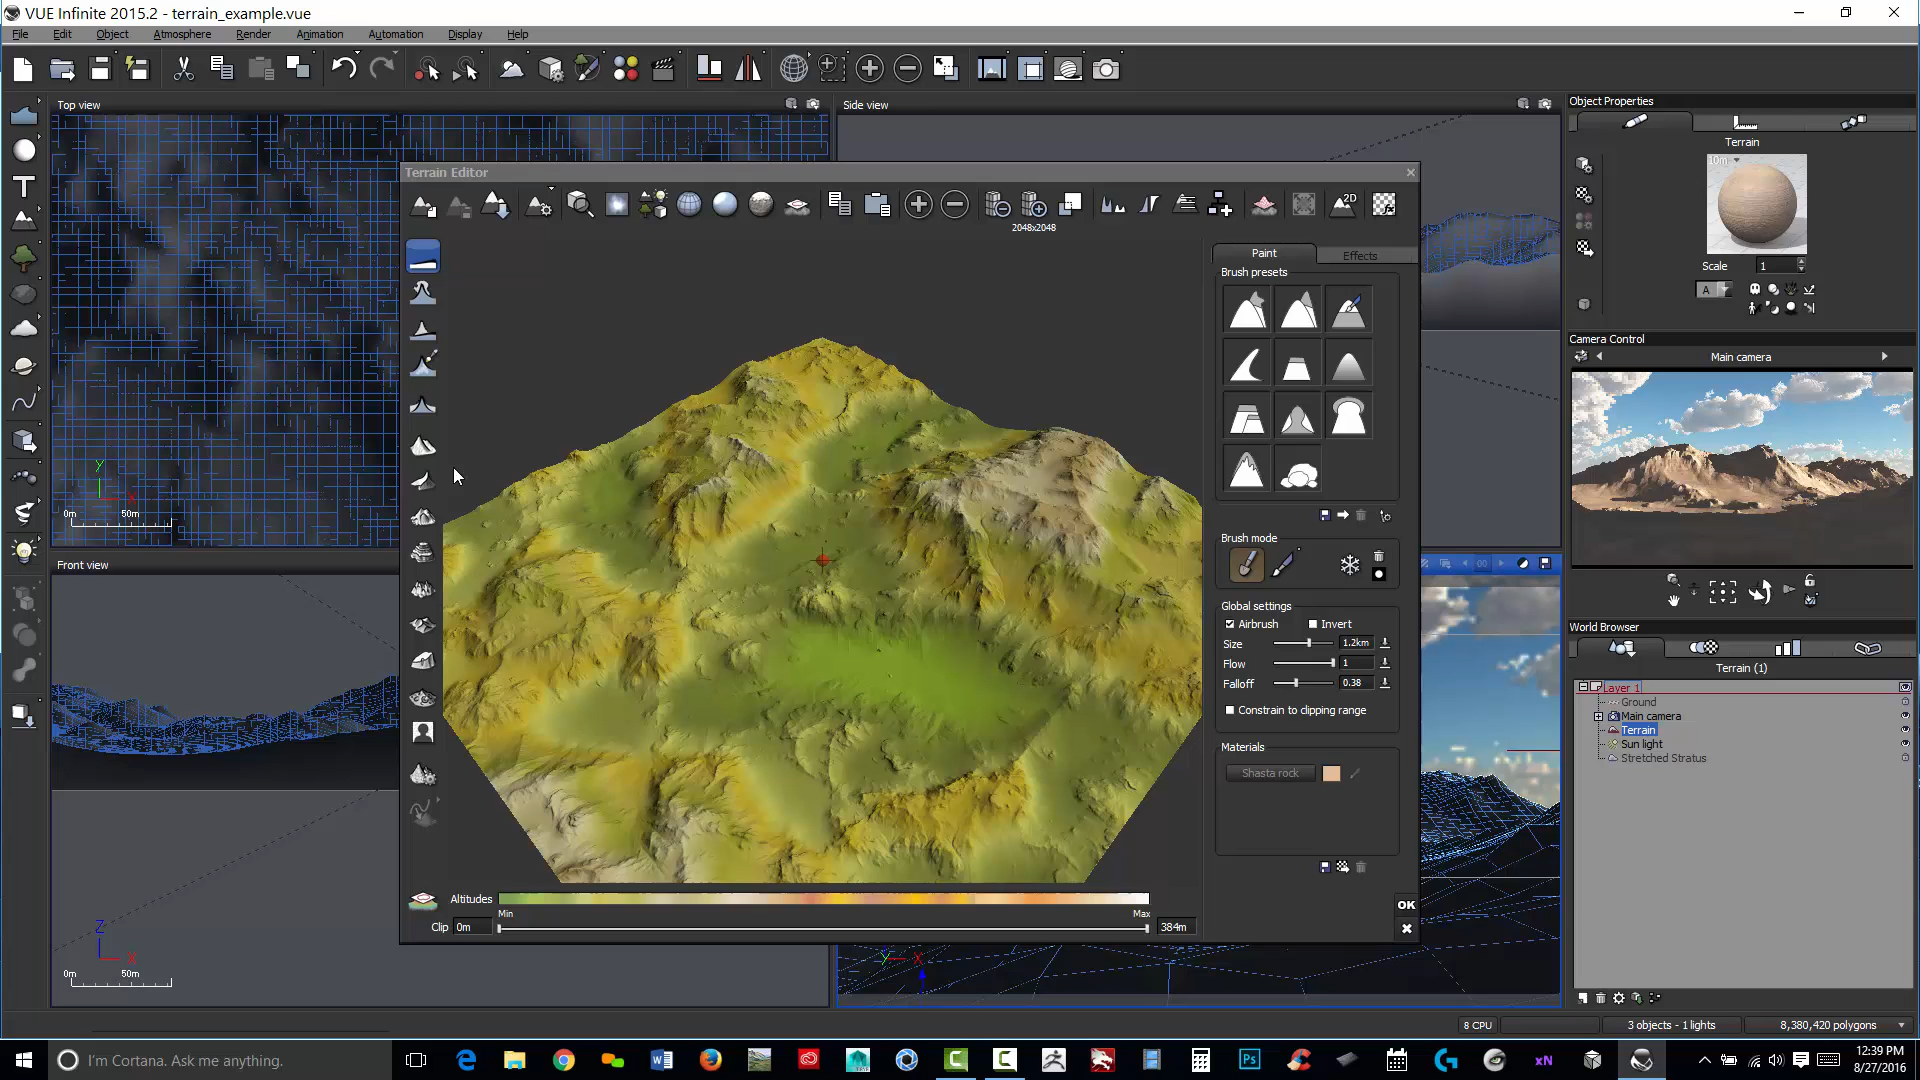 VUE Infinite 2015.2 - terrain_example.vue
File Edit Object Atmosphere Render Animation Automation Display Help
Top view
Side view
Object Properties
Terrain
10m
Scale 1
A
Terrain Editor
2D
2048x2048
Paint Effects
Brush presets
Brush mode
Global settings
Airbrush Invert
Size 1.2km
Flow 1
Falloff 0.38
Constrain to clipping range
Materials
Shasta rock
Altitudes
Min Max
Clip 0m 384m
OK
Y
X
0m 50m
Front view
Z
X
0m 50m
Y X
00
Camera Control
Main camera
World Browser
Terrain (1)
Layer 1
Ground
Main camera
Terrain
Sun light
Stretched Stratus
8 CPU
3 objects - 1 lights
8,380,420 polygons
I'm Cortana. Ask me anything.
Ps
xN
12:39 PM
8/27/2016